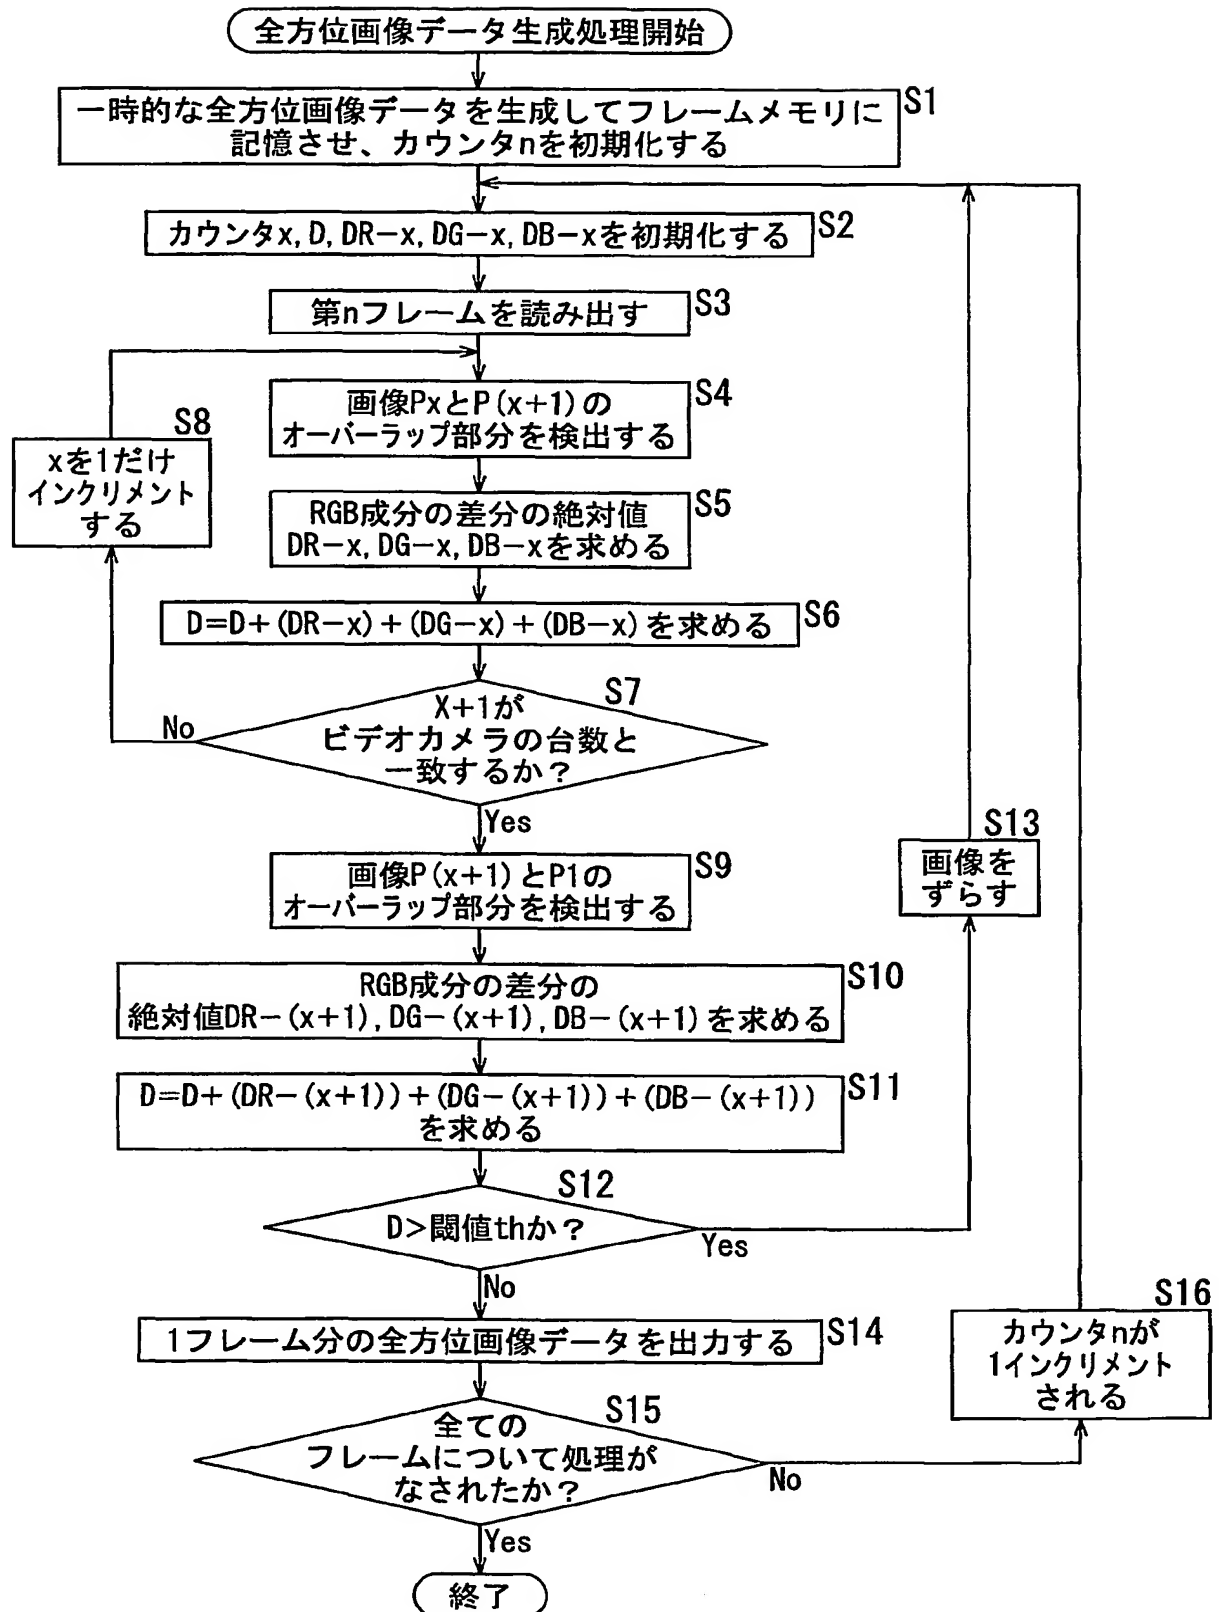 全方位画像データ生成処理開始
S1
一時的な全方位画像データを生成してフレームメモリに
記憶させ、カウンタnを初期化する
S2
カウンタx,D,DR-x,DG-x,DB-xを初期化する
S3
第nフレームを読み出す
S4
画像PxとP(x+1)の
オーバーラップ部分を検出する
S8
xを1だけ
インクリメント
する
S5
RGB成分の差分の絶対値
DR-x,DG-x,DB-xを求める
S6
D=D+(DR-x)+(DG-x)+(DB-x)を求める
S7
X+1が
ビデオカメラの台数と
一致するか?
No
Yes
S9
画像P(x+1)とP1の
オーバーラップ部分を検出する
S13
画像を
ずらす
S10
RGB成分の差分の
絶対値DR-(x+1),DG-(x+1),DB-(x+1)を求める
S11
D=D+(DR-(x+1))+(DG-(x+1))+(DB-(x+1))
を求める
S12
D>閾値thか?
Yes
No
S14
1フレーム分の全方位画像データを出力する
S16
カウンタnが
1インクリメント
される
S15
全ての
フレームについて処理が
なされたか?
No
Yes
終了